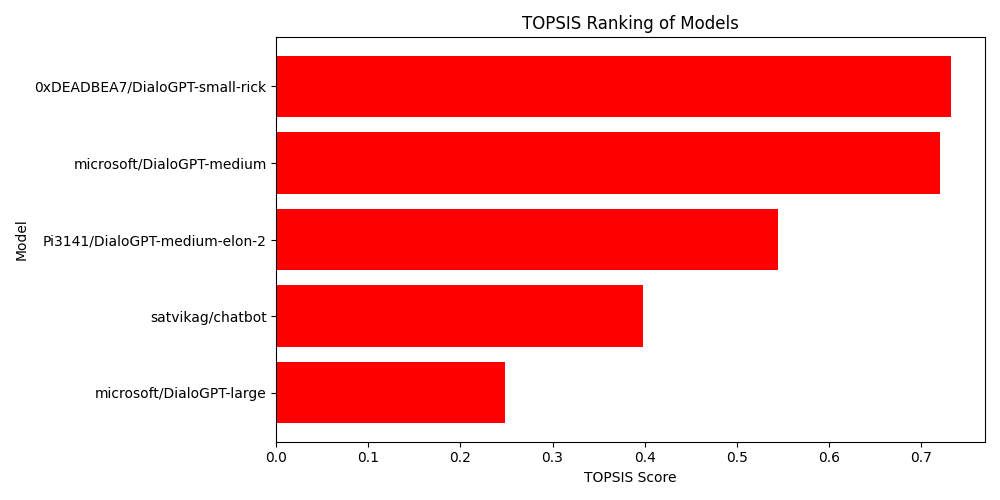 TOPSIS Ranking of Models
Model
0xDEADBEA7/DialoGPT-small-rick
microsoft/DialoGPT-medium
Pi3141/DialoGPT-medium-elon-2
satvikag/chatbot
microsoft/DialoGPT-large
0.0 0.1 0.2 0.3 0.4 0.5 0.6 0.7
TOPSIS Score